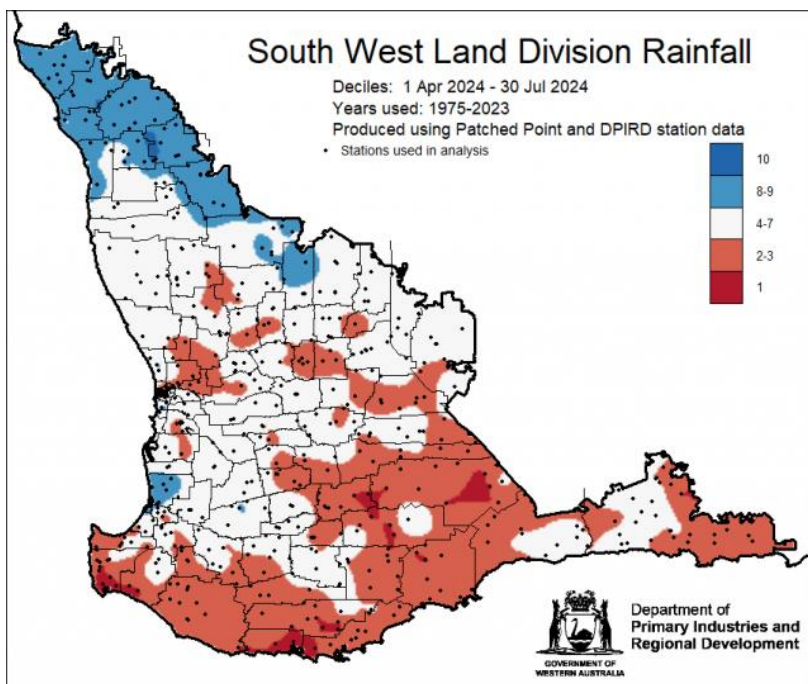 South West Land Division Rainfall
Deciles: 1 Apr 2024 - 30 Jul 2024
Years used: 1975-2023
Produced using Patched Point and DPIRD station data
• Stations used in analysis
10
8-9
4-7
2-3
1
Department of
Primary Industries and
Regional Development
GOVERNMENT OF
WESTERN AUSTRALIA